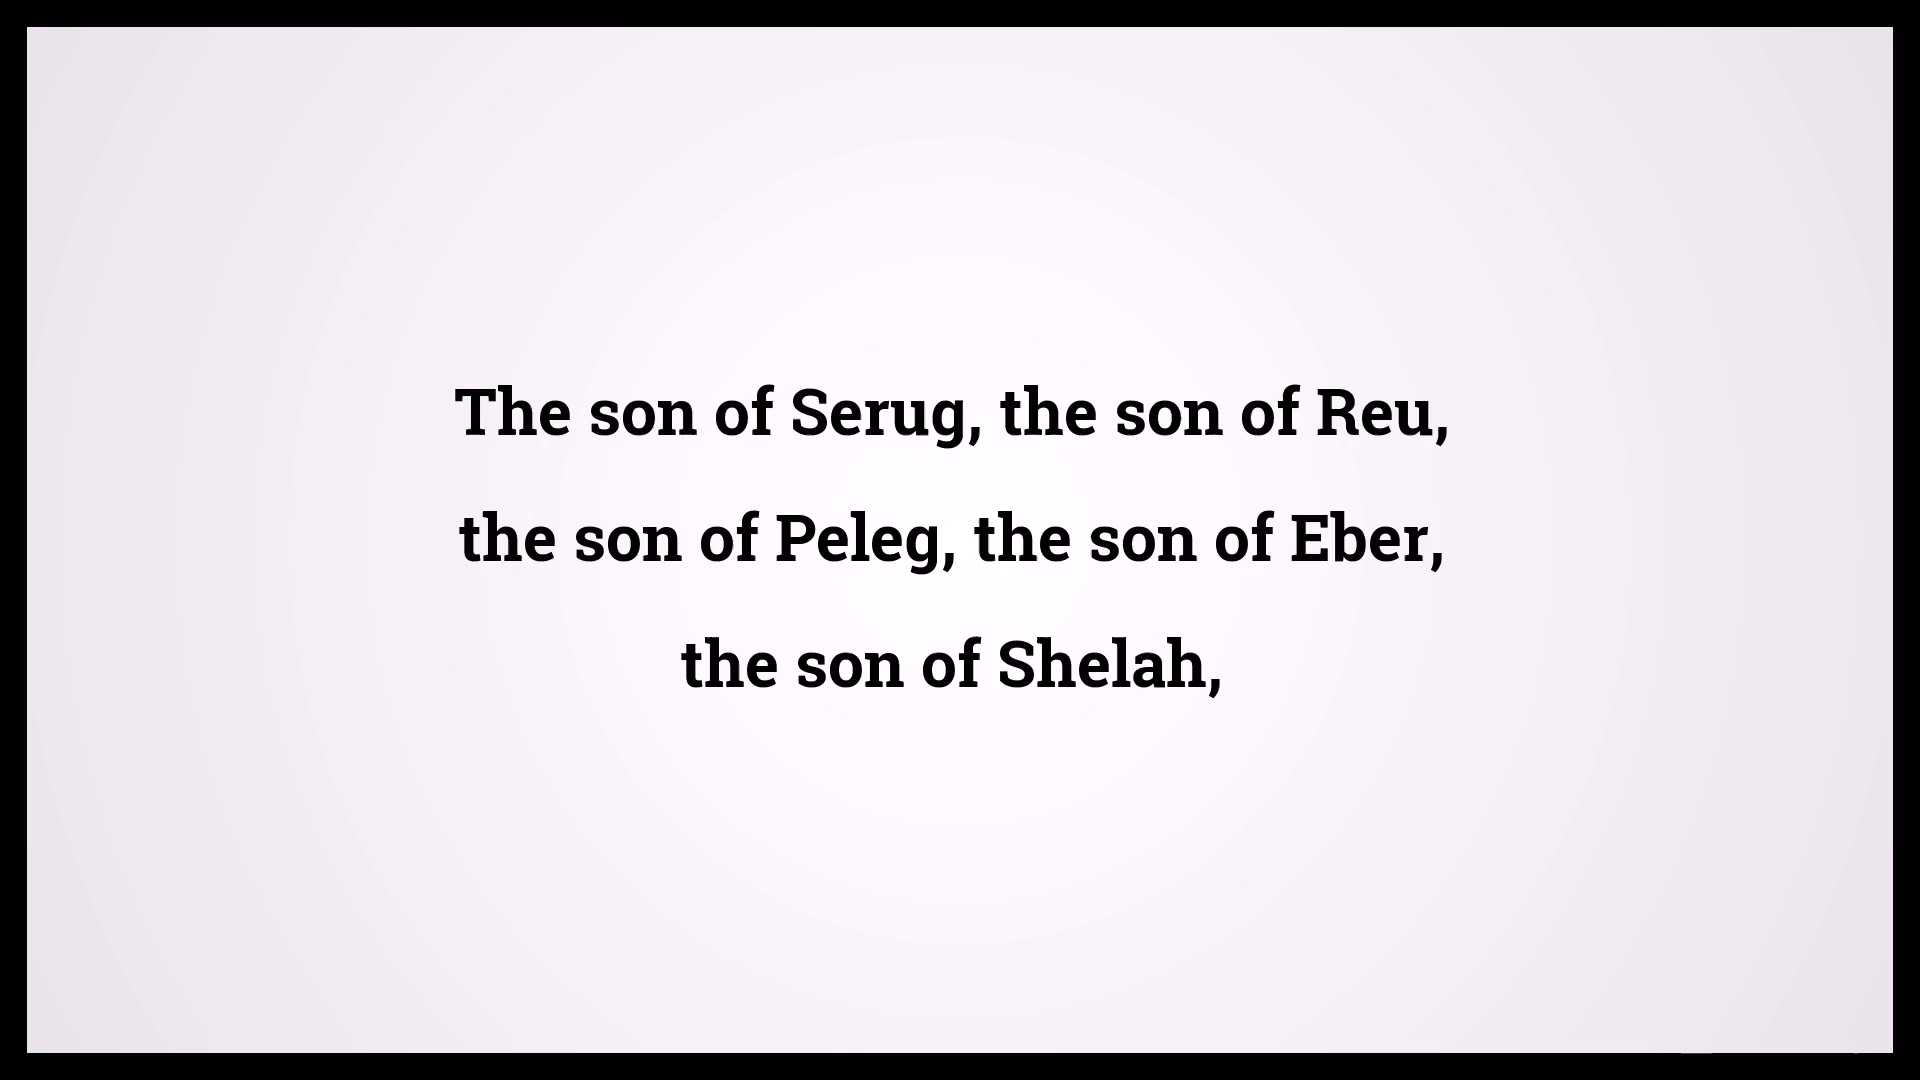 The son of Serug, the son of Reu,
the son of Peleg, the son of Eber,
the son of Shelah,